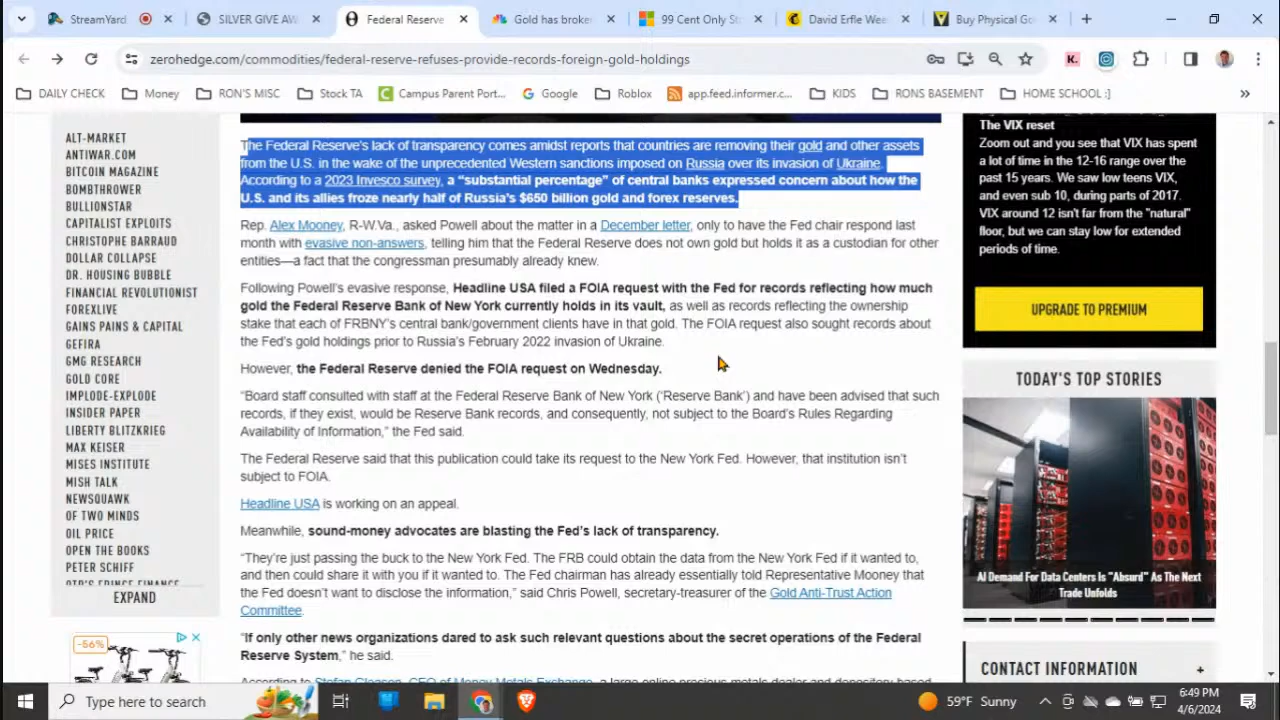 StreamYard
SILVER GIVE AW
Federal Reserve
Gold has broke
99 Cent Only St
David Erfle Wee
Buy Physical Go
zerohedge.com/commodities/federal-reserve-refuses-provide-records-foreign-gold-holdings
DAILY CHECK
Money
RON'S MISC
Stock TA
Campus Parent Port...
Google
Roblox
app.feed.informer.c...
KIDS
RONS BASEMENT
HOME SCHOOL :]
ALT-MARKET
ANTIWAR.COM
BITCOIN MAGAZINE
BOMBTHROWER
BULLIONSTAR
CAPITALIST EXPLOITS
CHRISTOPHE BARRAUD
DOLLAR COLLAPSE
DR. HOUSING BUBBLE
FINANCIAL REVOLUTIONIST
FOREXLIVE
GAINS PAINS & CAPITAL
GEFIRA
GMG RESEARCH
GOLD CORE
IMPLODE-EXPLODE
INSIDER PAPER
LIBERTY BLITZKRIEG
MAX KEISER
MISES INSTITUTE
MISH TALK
NEWSQUAWK
OF TWO MINDS
OIL PRICE
OPEN THE BOOKS
PETER SCHIFF
QTR'S FRINGE FINANCE
EXPAND
-56%
The Federal Reserve's lack of transparency comes amidst reports that countries are removing their gold and other assets
from the U.S. in the wake of the unprecedented Western sanctions imposed on Russia over its invasion of Ukraine.
According to a 2023 Invesco survey, a “substantial percentage” of central banks expressed concern about how the
U.S. and its allies froze nearly half of Russia's $650 billion gold and forex reserves.
Rep. Alex Mooney, R-W.Va., asked Powell about the matter in a December letter, only to have the Fed chair respond last
month with evasive non-answers, telling him that the Federal Reserve does not own gold but holds it as a custodian for other
entities—a fact that the congressman presumably already knew.
Following Powell's evasive response, Headline USA filed a FOIA request with the Fed for records reflecting how much
gold the Federal Reserve Bank of New York currently holds in its vault, as well as records reflecting the ownership
stake that each of FRBNY's central bank/government clients have in that gold. The FOIA request also sought records about
the Fed's gold holdings prior to Russia's February 2022 invasion of Ukraine.
However, the Federal Reserve denied the FOIA request on Wednesday.
“Board staff consulted with staff at the Federal Reserve Bank of New York (‘Reserve Bank’) and have been advised that such
records, if they exist, would be Reserve Bank records, and consequently, not subject to the Board's Rules Regarding
Availability of Information,” the Fed said.
The Federal Reserve said that this publication could take its request to the New York Fed. However, that institution isn't
subject to FOIA.
Headline USA is working on an appeal.
Meanwhile, sound-money advocates are blasting the Fed's lack of transparency.
“They're just passing the buck to the New York Fed. The FRB could obtain the data from the New York Fed if it wanted to,
and then could share it with you if it wanted to. The Fed chairman has already essentially told Representative Mooney that
the Fed doesn't want to disclose the information,” said Chris Powell, secretary-treasurer of the Gold Anti-Trust Action
Committee.
“If only other news organizations dared to ask such relevant questions about the secret operations of the Federal
Reserve System,” he said.
According to Stefan Gleason, CEO of Money Metals Exchange, a large online precious metals dealer and depository based
The VIX reset
Zoom out and you see that VIX has spent
a lot of time in the 12-16 range over the
past 15 years. We saw low teens VIX,
and even sub 10, during parts of 2017.
VIX around 12 isn't far from the "natural"
floor, but we can stay low for extended
periods of time.
UPGRADE TO PREMIUM
TODAY'S TOP STORIES
AI Demand For Data Centers Is "Absurd" As The Next
Trade Unfolds
CONTACT INFORMATION
+
Type here to search
59°F Sunny
6:49 PM
4/6/2024